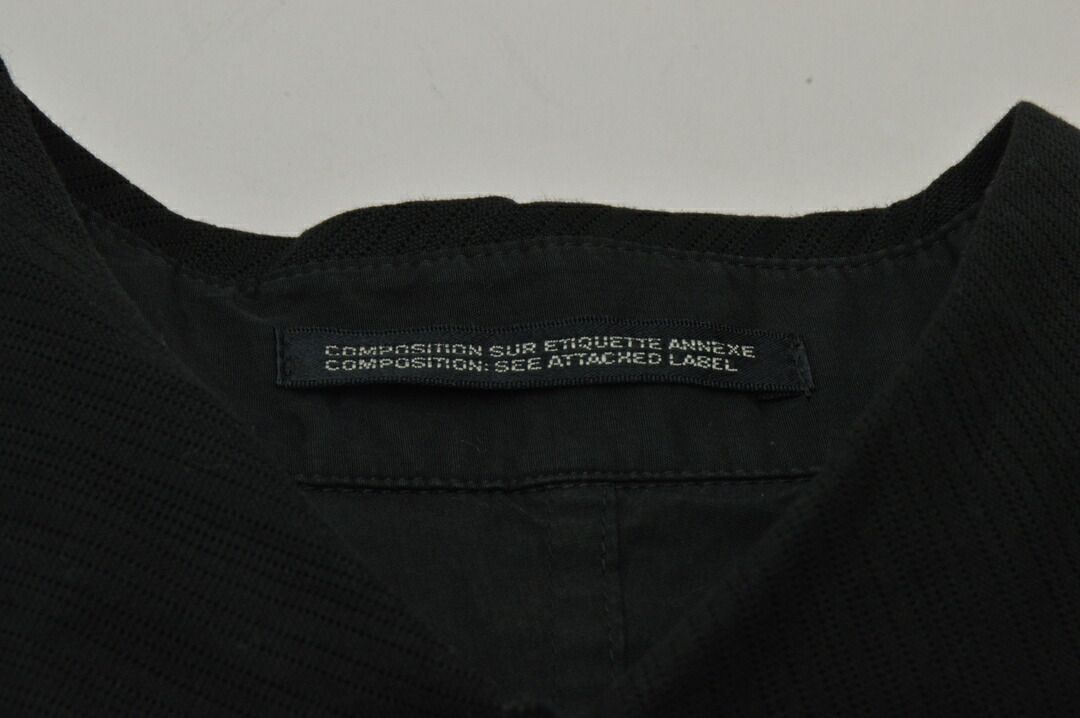 COMPOSITION SUR ETIQUETTE ANNEXE
COMPOSITION: SEE ATTACHED LABEL